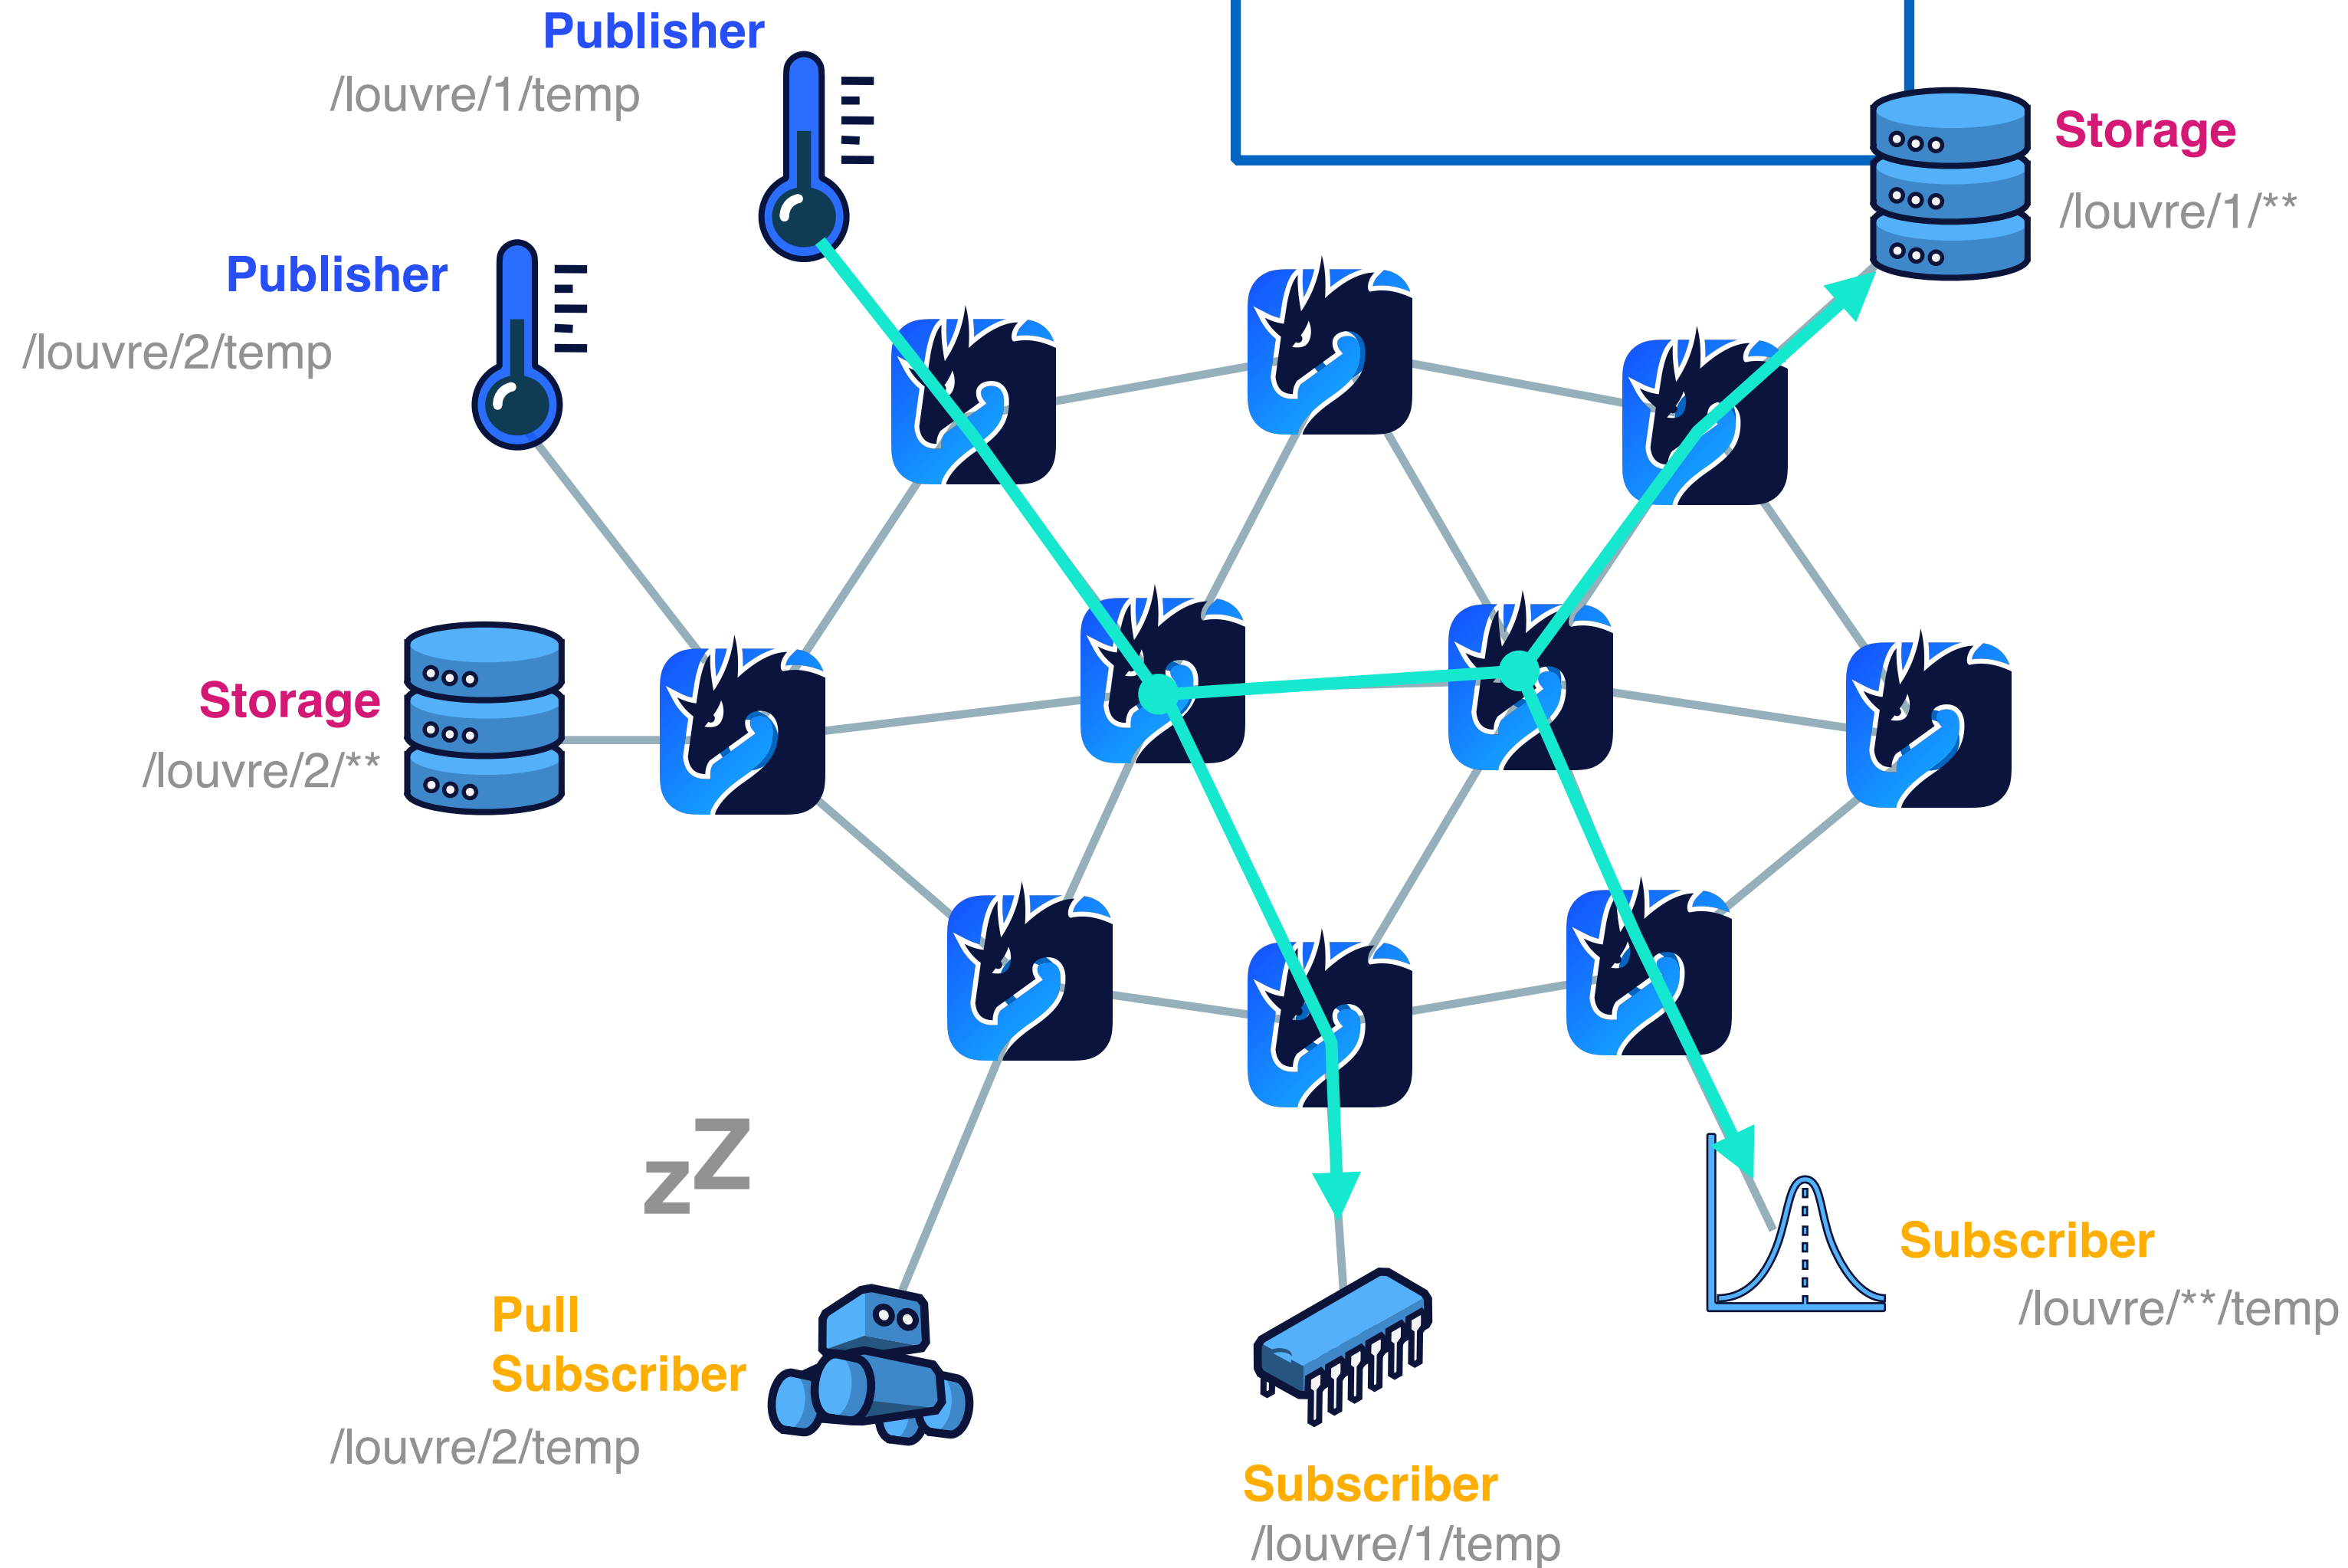 Publisher
/louvre/1/temp
Storage
/louvre/1/**
Publisher
/louvre/2/temp
Storage
/louvre/2/**
zZ
Subscriber
/louvre/**/temp
Pull
Subscriber
/louvre/2/temp
Subscriber
/louvre/1/temp